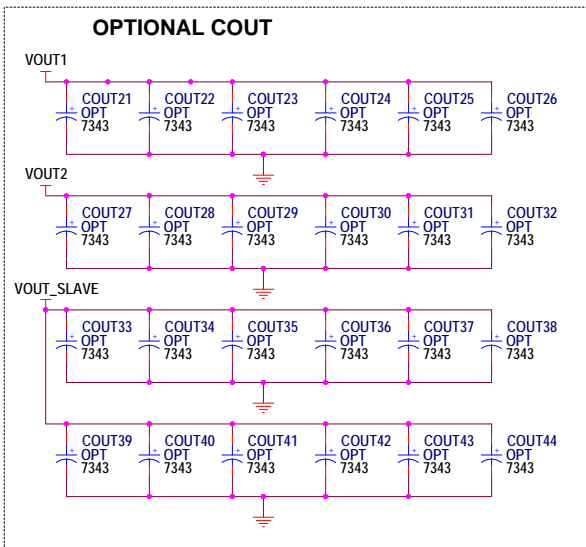 OPTIONAL COUT
VOUT1
COUT21 COUT22 COUT23 COUT24 COUT25 COUT26
OPT OPT OPT OPT OPT OPT
7343 7343 7343 7343 7343 7343
VOUT2
COUT27 COUT28 COUT29 COUT30 COUT31 COUT32
OPT OPT OPT OPT OPT OPT
7343 7343 7343 7343 7343 7343
VOUT_SLAVE
COUT33 COUT34 COUT35 COUT36 COUT37 COUT38
OPT OPT OPT OPT OPT OPT
7343 7343 7343 7343 7343 7343
COUT39 COUT40 COUT41 COUT42 COUT43 COUT44
OPT OPT OPT OPT OPT OPT
7343 7343 7343 7343 7343 7343